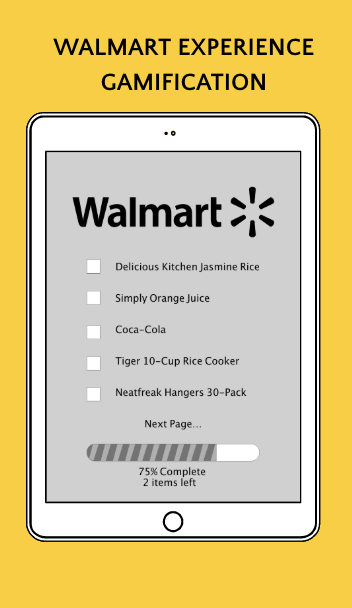 WALMART EXPERIENCE
GAMIFICATION
Walmart
Delicious Kitchen Jasmine Rice
Simply Orange Juice
Coca-Cola
Tiger 10-Cup Rice Cooker
Neatfreak Hangers 30-Pack
Next Page...
75% Complete
2 items left